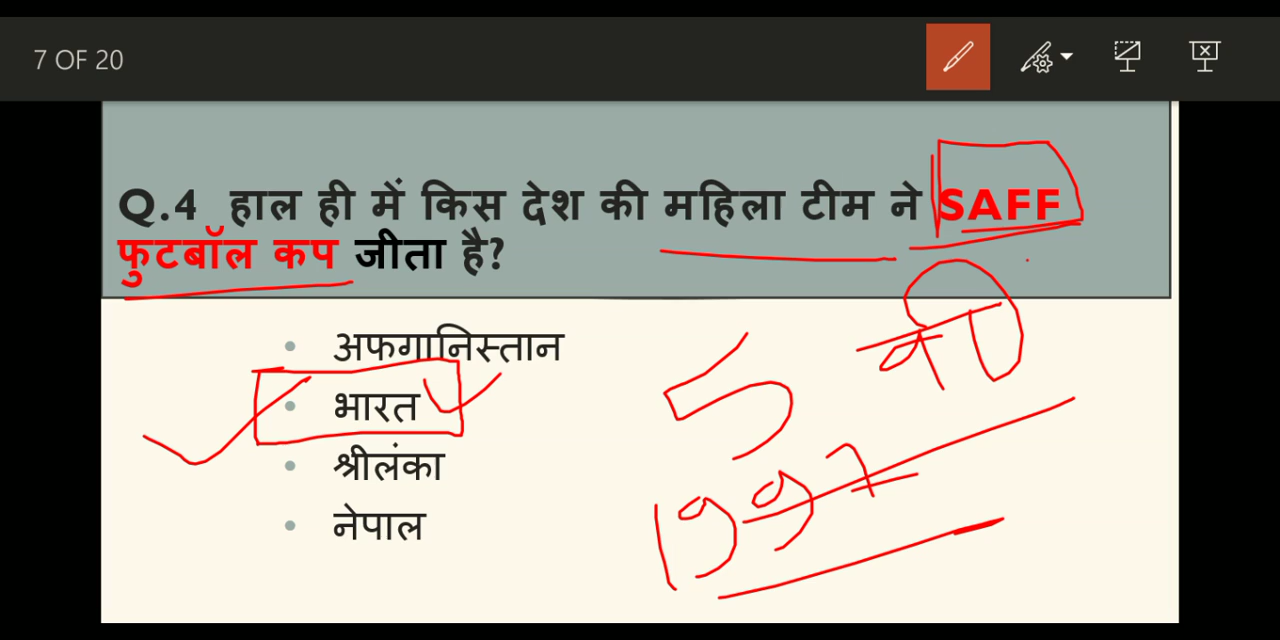 7 OF 20
Q.4 हाल ही में किस देश की महिला टीम ने SAFF
फुटबॉल कप जीता है?
अफगानिस्तान
भारत
श्रीलंका
नेपाल
5 वी
1997